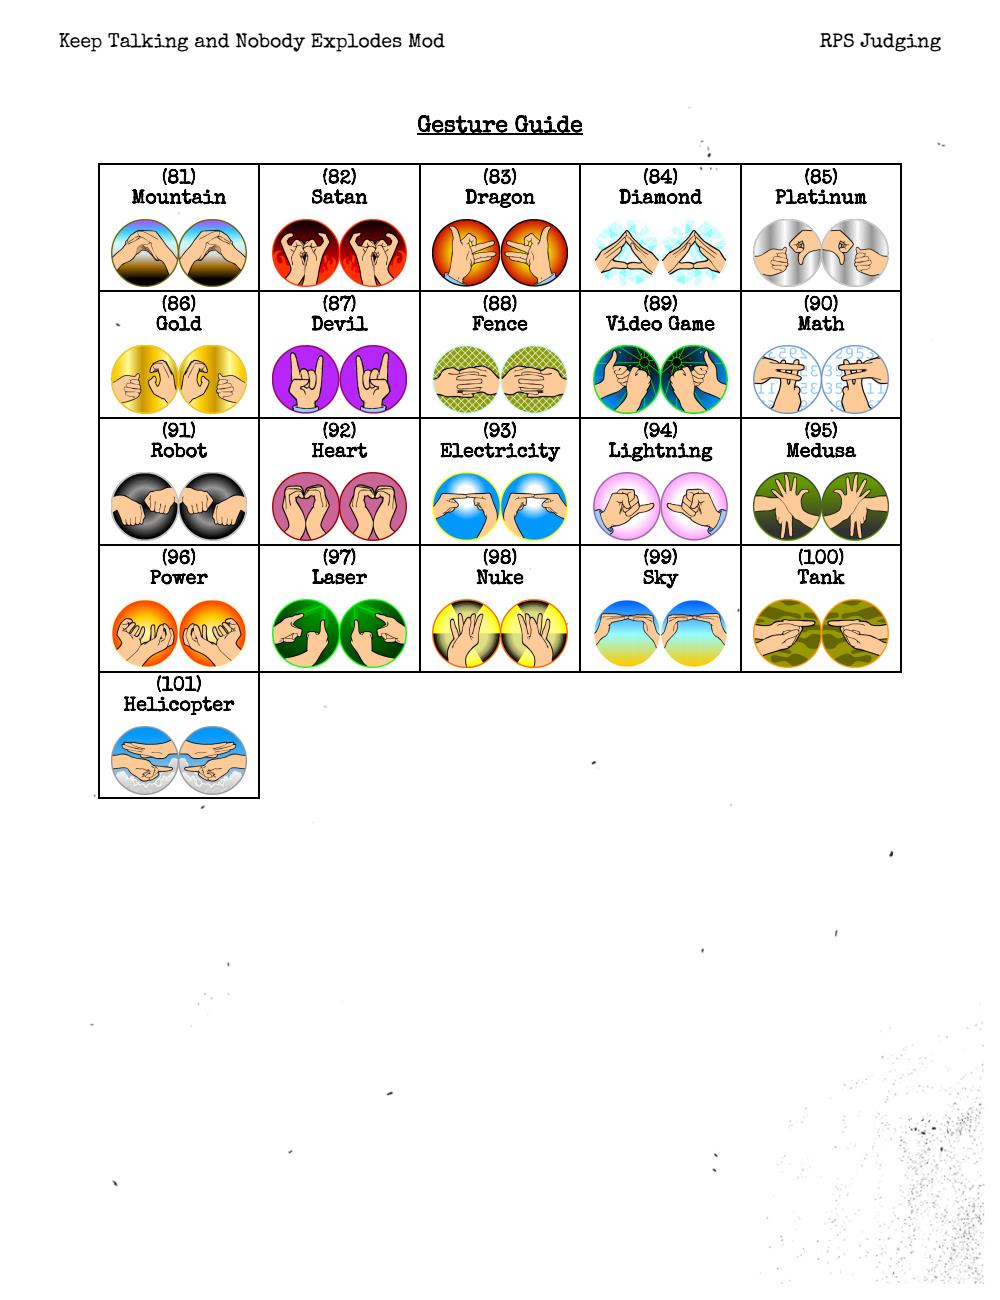 Keep Talking and Nobody Explodes Mod
RPS Judging
Gesture Guide
(81)
Mountain
(82)
Satan
(83)
Dragon
(84)
Diamond
(85)
Platinum
(86)
Gold
(87)
Devil
(88)
Fence
(89)
Video Game
(90)
Math
(91)
Robot
(92)
Heart
(93)
Electricity
(94)
Lightning
(95)
Medusa
(96)
Power
(97)
Laser
(98)
Nuke
(99)
Sky
(100)
Tank
(101)
Helicopter